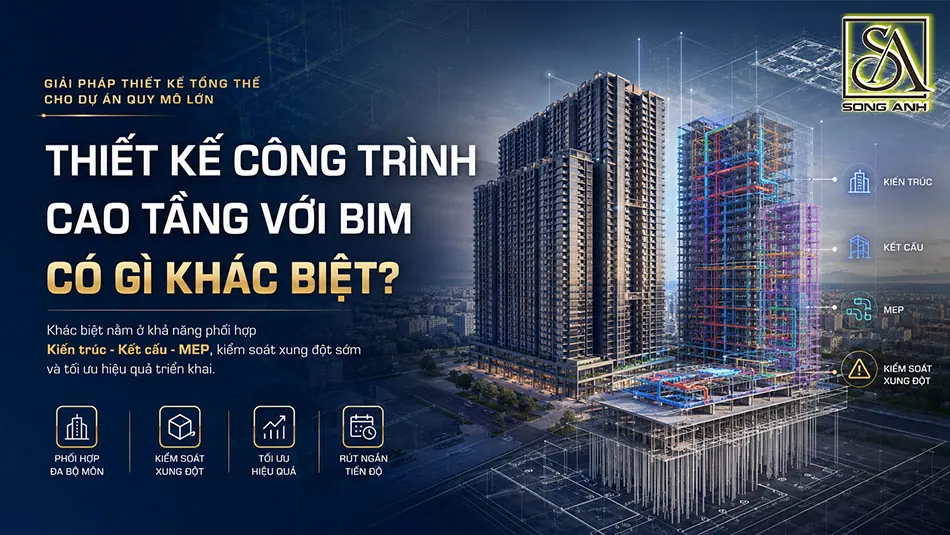 GIẢI PHÁP THIẾT KẾ TỔNG THỂ
CHO DỰ ÁN QUY MÔ LỚN
THIẾT KẾ CÔNG TRÌNH
CAO TẦNG VỚI BIM
CÓ GÌ KHÁC BIỆT?
Khác biệt nằm ở khả năng phối hợp
Kiến trúc - Kết cấu - MEP, kiểm soát xung đột sớm
và tối ưu hiệu quả triển khai.
PHỐI HỢP
ĐA BỘ MÔN
KIỂM SOÁT
XUNG ĐỘT
TỐI ƯU
HIỆU QUẢ
RÚT NGẮN
TIẾN ĐỘ
SA
SONG ANH
KIẾN TRÚC
KẾT CẤU
MEP
KIỂM SOÁT
XUNG ĐỘT